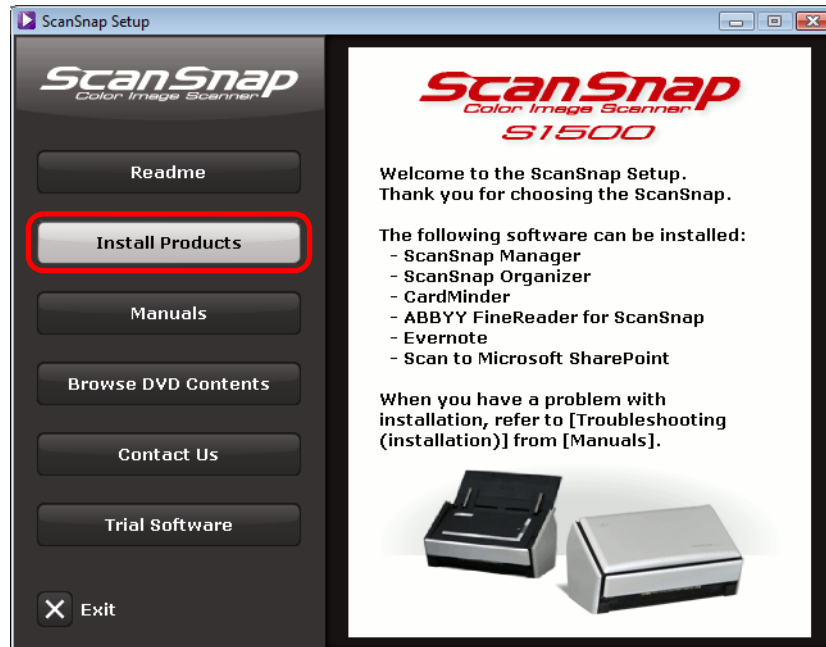 ScanSnap Setup
ScanSnap
Color Image Scanner
Readme
Install Products
Manuals
Browse DVD Contents
Contact Us
Trial Software
Exit
ScanSnap
Color Image Scanner
S1500
Welcome to the ScanSnap Setup.
Thank you for choosing the ScanSnap.
The following software can be installed:
- ScanSnap Manager
- ScanSnap Organizer
- CardMinder
- ABBYY FineReader for ScanSnap
- Evernote
- Scan to Microsoft SharePoint
When you have a problem with
installation, refer to [Troubleshooting
(installation)] from [Manuals].